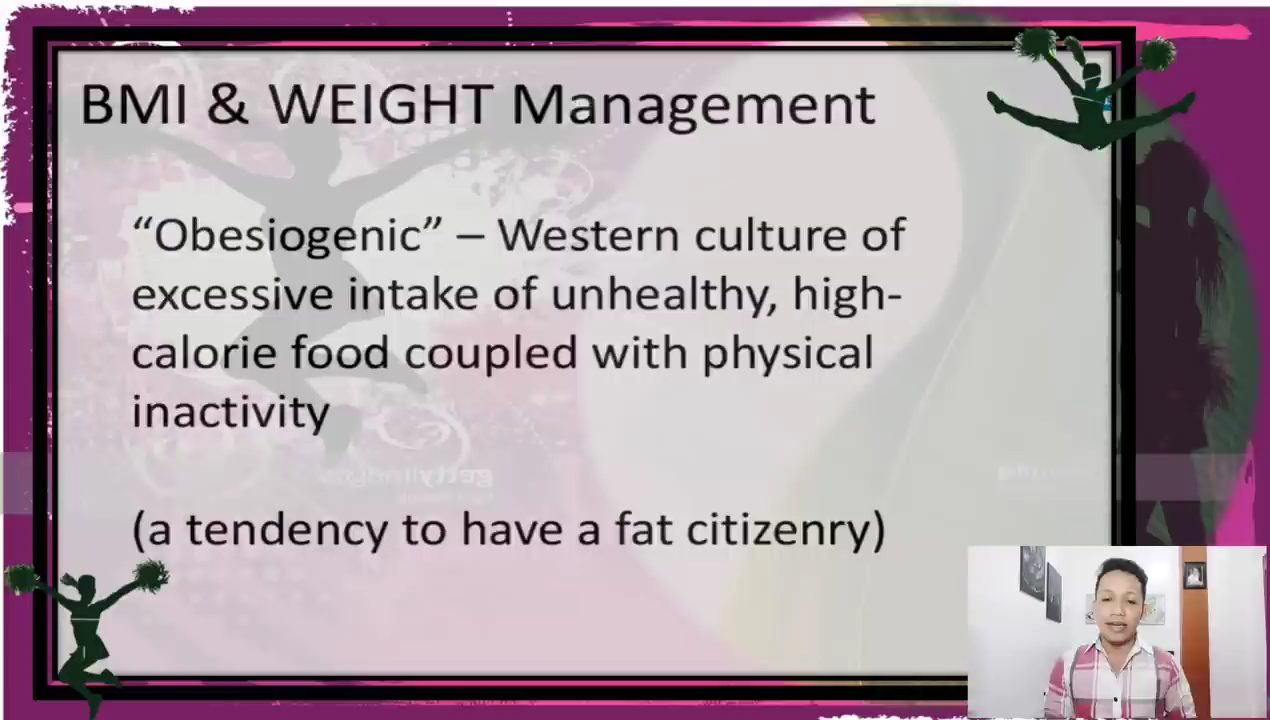 BMI & WEIGHT Management
“Obesiogenic” – Western culture of
excessive intake of unhealthy, high-
calorie food coupled with physical
inactivity
(a tendency to have a fat citizenry)